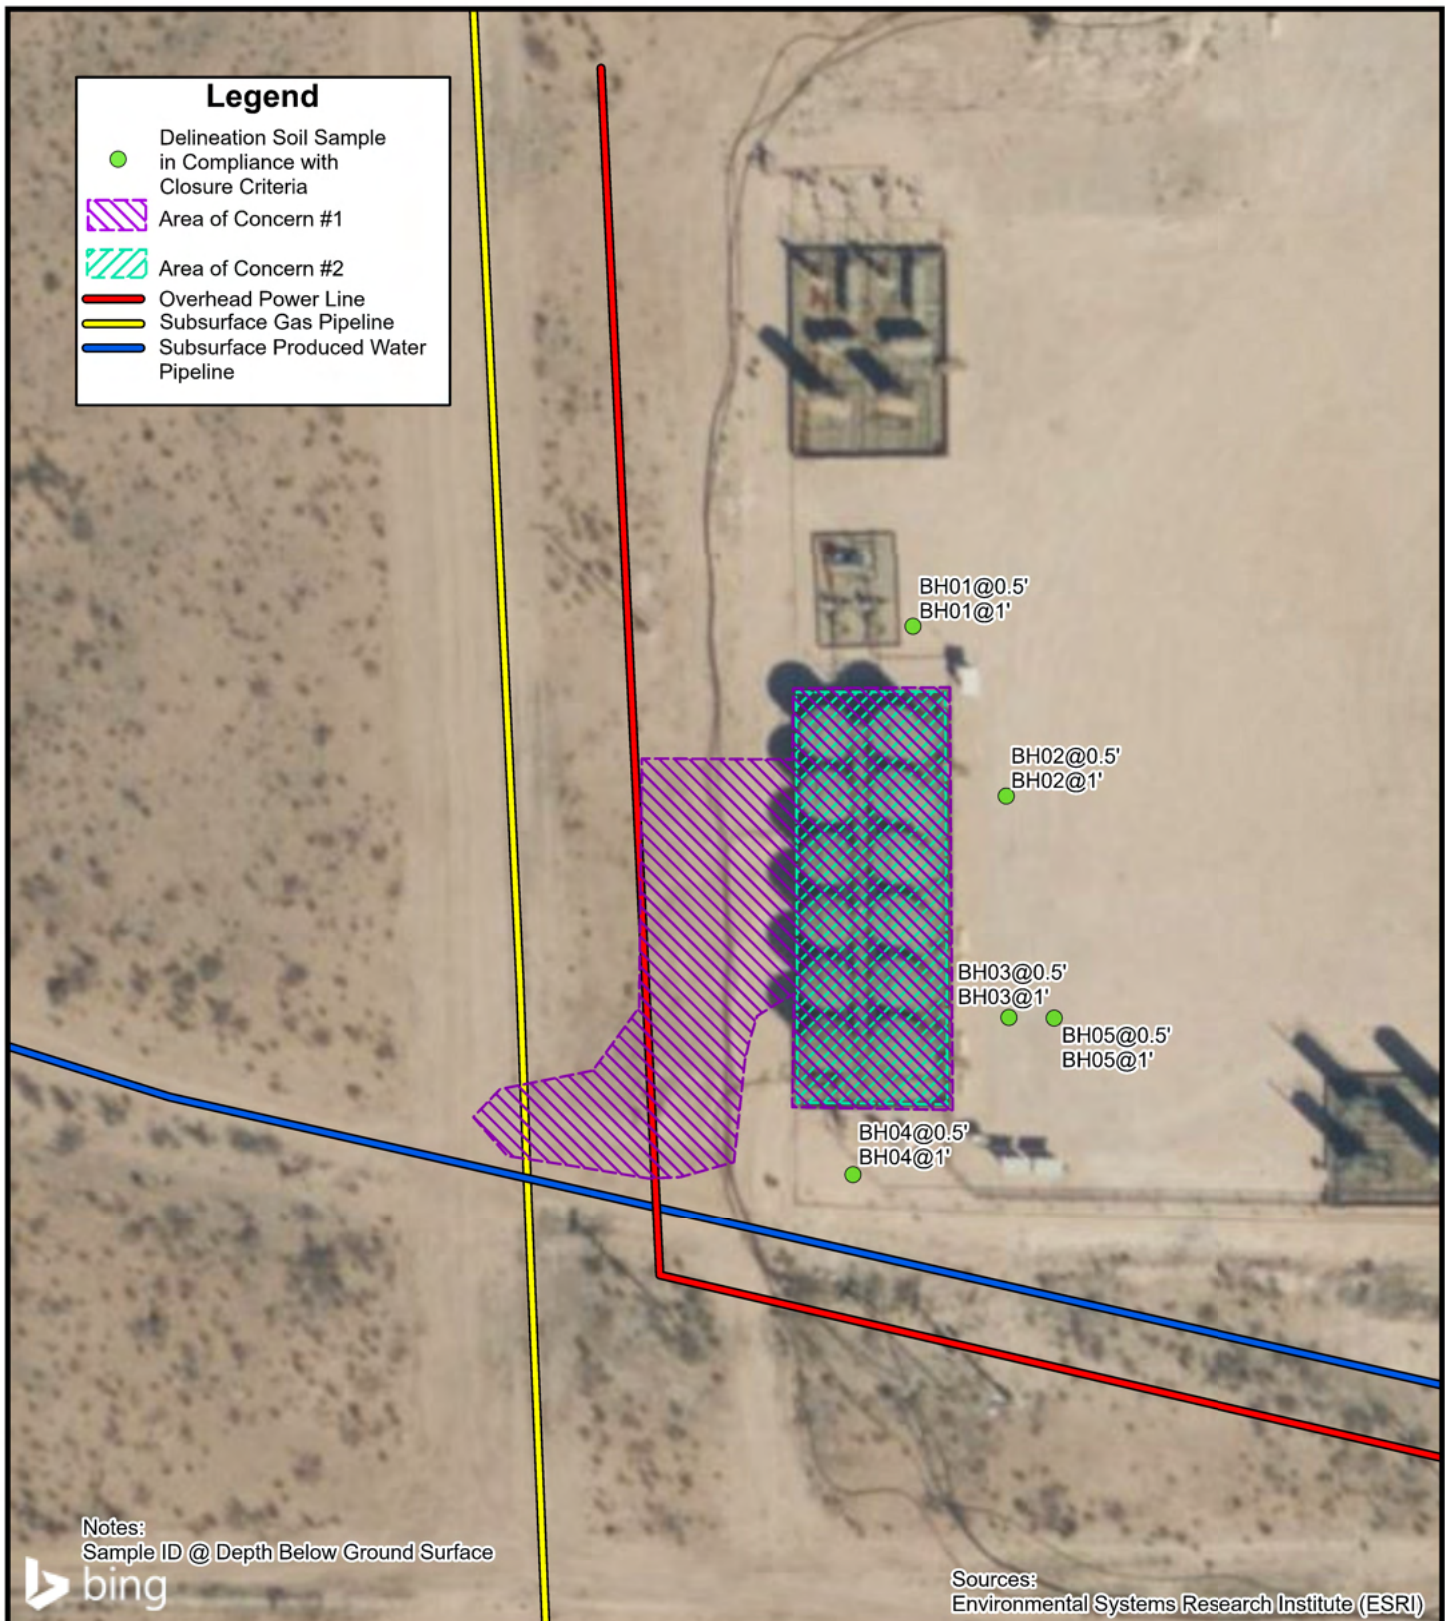 Legend
Delineation Soil Sample
in Compliance with
Closure Criteria
Area of Concern #1
Area of Concern #2
Overhead Power Line
Subsurface Gas Pipeline
Subsurface Produced Water
Pipeline
BH01@0.5'
BH01@1'
BH02@0.5'
BH02@1'
BH03@0.5'
BH03@1'
BH05@0.5'
BH05@1'
BH04@0.5'
BH04@1'
Notes:
Sample ID @ Depth Below Ground Surface
bing
Sources:
Environmental Systems Research Institute (ESRI)